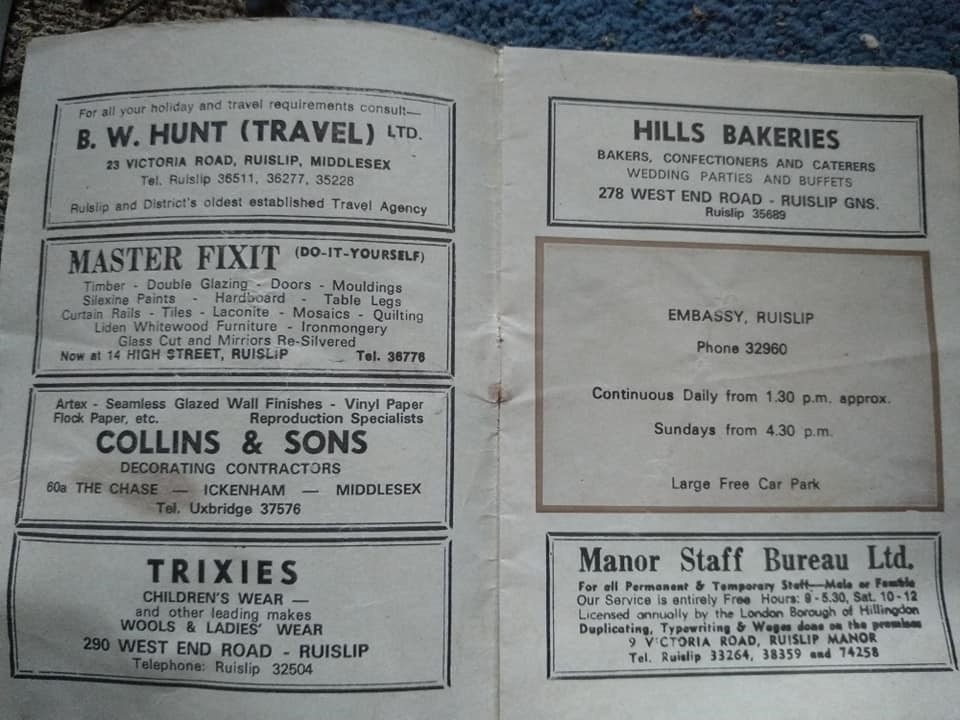 For all your holiday and travel requirements consult—
B. W. HUNT (TRAVEL) LTD.
23 VICTORIA ROAD, RUISLIP, MIDDLESEX
Tel. Ruislip 36511, 36277, 35228
Ruislip and District's oldest established Travel Agency
MASTER FIXIT (DO-IT-YOURSELF)
Timber - Double Glazing - Doors - Mouldings
Silexine Paints - Hardboard - Table Legs
Curtain Rails - Tiles - Laconite - Mosaics - Quilting
Liden Whitewood Furniture - Ironmongery
Glass Cut and Mirriors Re-Silvered
Now at 14 HIGH STREET, RUISLIP — Tel. 36776
Artex - Seamless Glazed Wall Finishes - Vinyl Paper
Flock Paper, etc. Reproduction Specialists
COLLINS & SONS
DECORATING CONTRACTORS
60a THE CHASE — ICKENHAM — MIDDLESEX
Tel. Uxbridge 37576
TRIXIES
CHILDREN'S WEAR —
and other leading makes
WOOLS & LADIES' WEAR
290 WEST END ROAD - RUISLIP
Telephone: Ruislip 32504
HILLS BAKERIES
BAKERS, CONFECTIONERS AND CATERERS
WEDDING PARTIES AND BUFFETS
278 WEST END ROAD - RUISLIP GNS.
Ruislip 35689
EMBASSY, RUISLIP
Phone 32960
Continuous Daily from 1.30 p.m. approx.
Sundays from 4.30 p.m.
Large Free Car Park
Manor Staff Bureau Ltd.
For all Permanent & Temporary Staff—Male or Female
Our Service is entirely Free Hours: 9 - 5.30, Sat. 10 - 12
Licensed annually by the London Borough of Hillingdon
Duplicating, Typewriting & Wages done on the premises
9 VICTORIA ROAD, RUISLIP MANOR
Tel. Ruislip 33264, 38359 and 74258